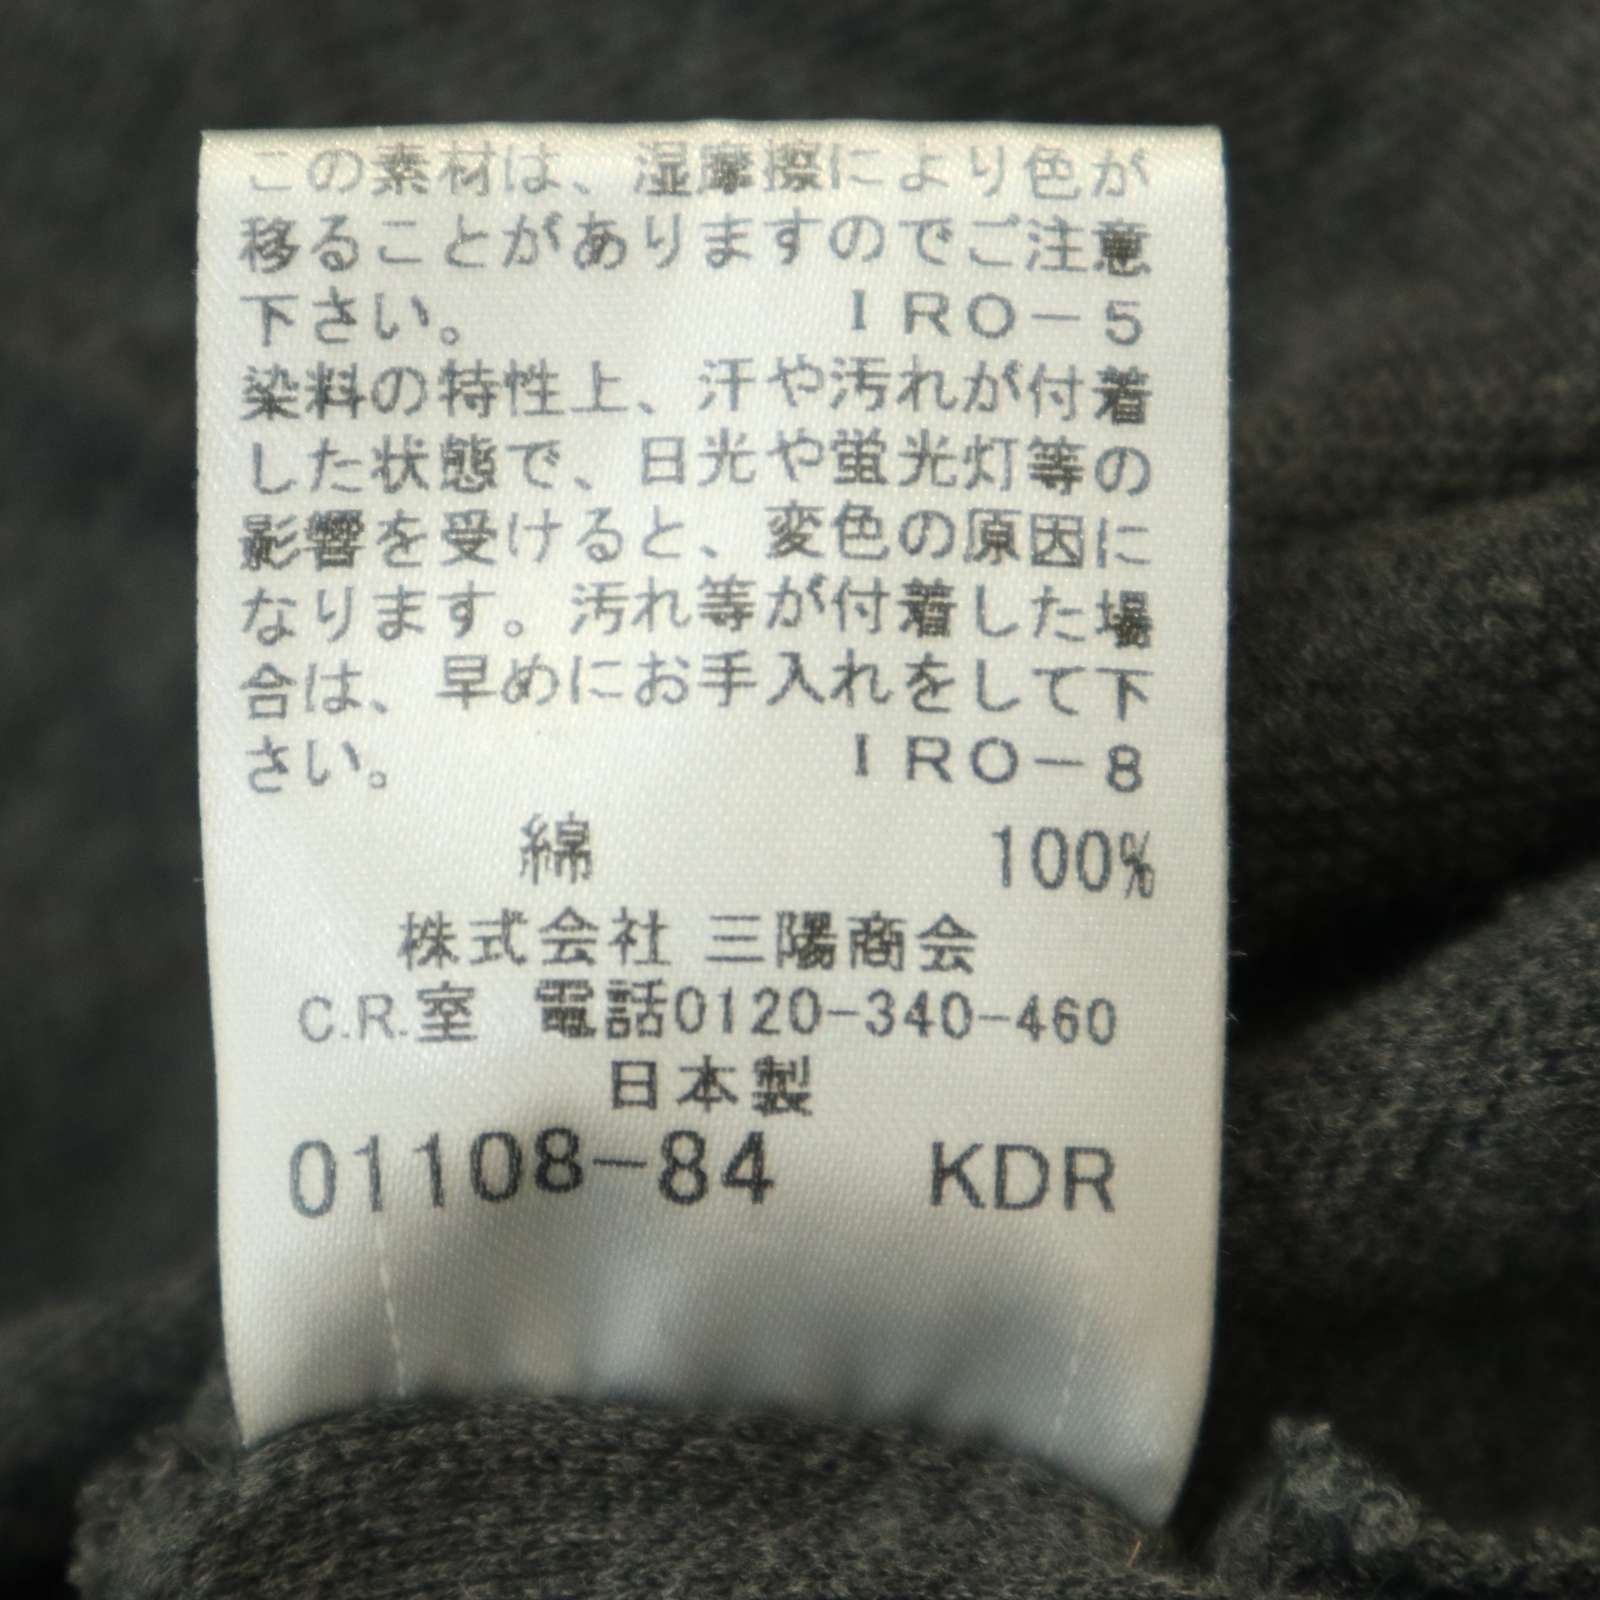 この素材は、湿摩擦により色が
移ることがありますのでご注意
下さい。　ＩＲＯ－５
染料の特性上、汗や汚れが付着
した状態で、日光や蛍光灯等の
影響を受けると、変色の原因に
なります。汚れ等が付着した場
合は、早めにお手入れをして下
さい。　ＩＲＯ－８
綿　100%
株式会社 三陽商会
C.R.室　電話0120-340-460
日本製
01108-84　KDR